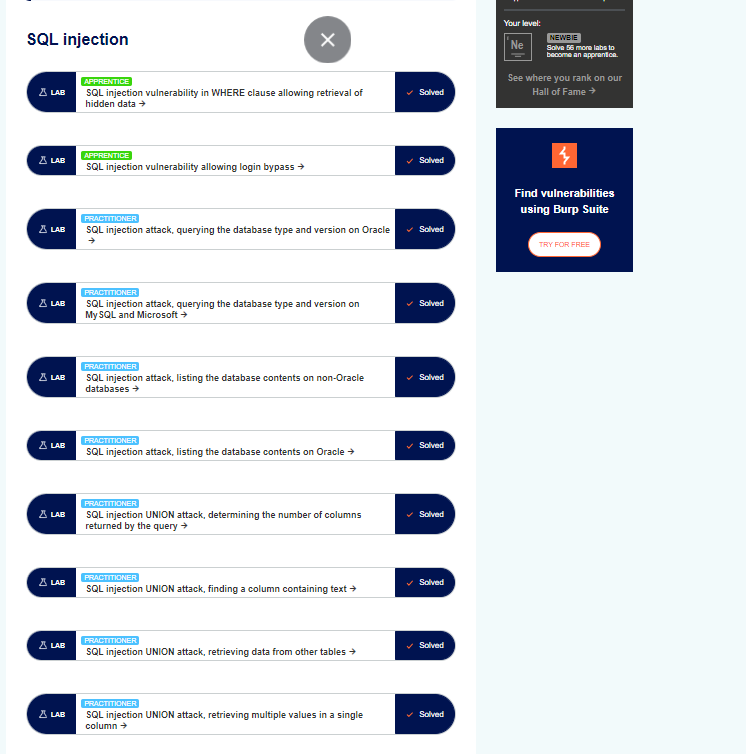 SQL injection
LAB
APPRENTICE
SQL injection vulnerability in WHERE clause allowing retrieval of
hidden data →
Solved
LAB
APPRENTICE
SQL injection vulnerability allowing login bypass →
Solved
LAB
PRACTITIONER
SQL injection attack, querying the database type and version on Oracle
→
Solved
LAB
PRACTITIONER
SQL injection attack, querying the database type and version on
MySQL and Microsoft →
Solved
LAB
PRACTITIONER
SQL injection attack, listing the database contents on non-Oracle
databases →
Solved
LAB
PRACTITIONER
SQL injection attack, listing the database contents on Oracle →
Solved
LAB
PRACTITIONER
SQL injection UNION attack, determining the number of columns
returned by the query →
Solved
LAB
PRACTITIONER
SQL injection UNION attack, finding a column containing text →
Solved
LAB
PRACTITIONER
SQL injection UNION attack, retrieving data from other tables →
Solved
LAB
PRACTITIONER
SQL injection UNION attack, retrieving multiple values in a single
column →
Solved
Your level:
Ne
NEWBIE
Solve 56 more labs to
become an apprentice.
See where you rank on our
Hall of Fame →
Find vulnerabilities
using Burp Suite
TRY FOR FREE